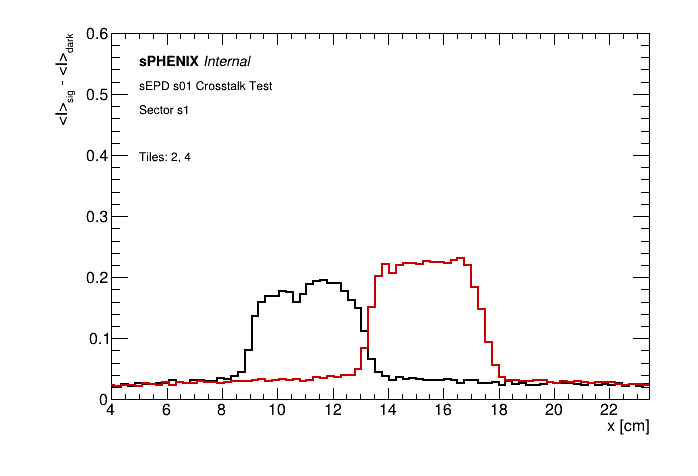 0.6
0.5
0.4
0.3
0.2
0.1
0
<I>sig - <I>dark
sPHENIX Internal
sEPD s01 Crosstalk Test
Sector s1
Tiles: 2, 4
4 6 8 10 12 14 16 18 20 22
x [cm]